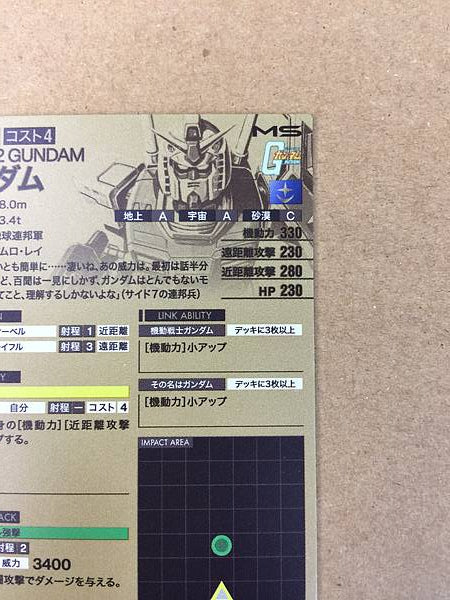 コスト4
MS
2 GUNDAM
ダム
8.0m
3.4t
地上 A 宇宙 A 砂漠 C
地球連邦軍
ムロ・レイ
機動力 330
遠距離攻撃 230
近距離攻撃 280
HP 230
いとも簡単に……凄いね、あの威力は。最初は話半分
ど、百聞は一見にしかず、ガンダムはとんでもないモ
てこと、理解するしかないよな」(サイド7の連邦兵)
N
ーベル 射程 1 近距離
イフル 射程 3 遠距離
LINK ABILITY
機動戦士ガンダム デッキに3枚以上
[機動力]小アップ
その名はガンダム デッキに3枚以上
[機動力]小アップ
Y
自分 射程 ー コスト 4
身の[機動力][近距離攻撃
プする。
IMPACT AREA
ACK
強撃
射程 2
威力 3400
攻撃でダメージを与える。